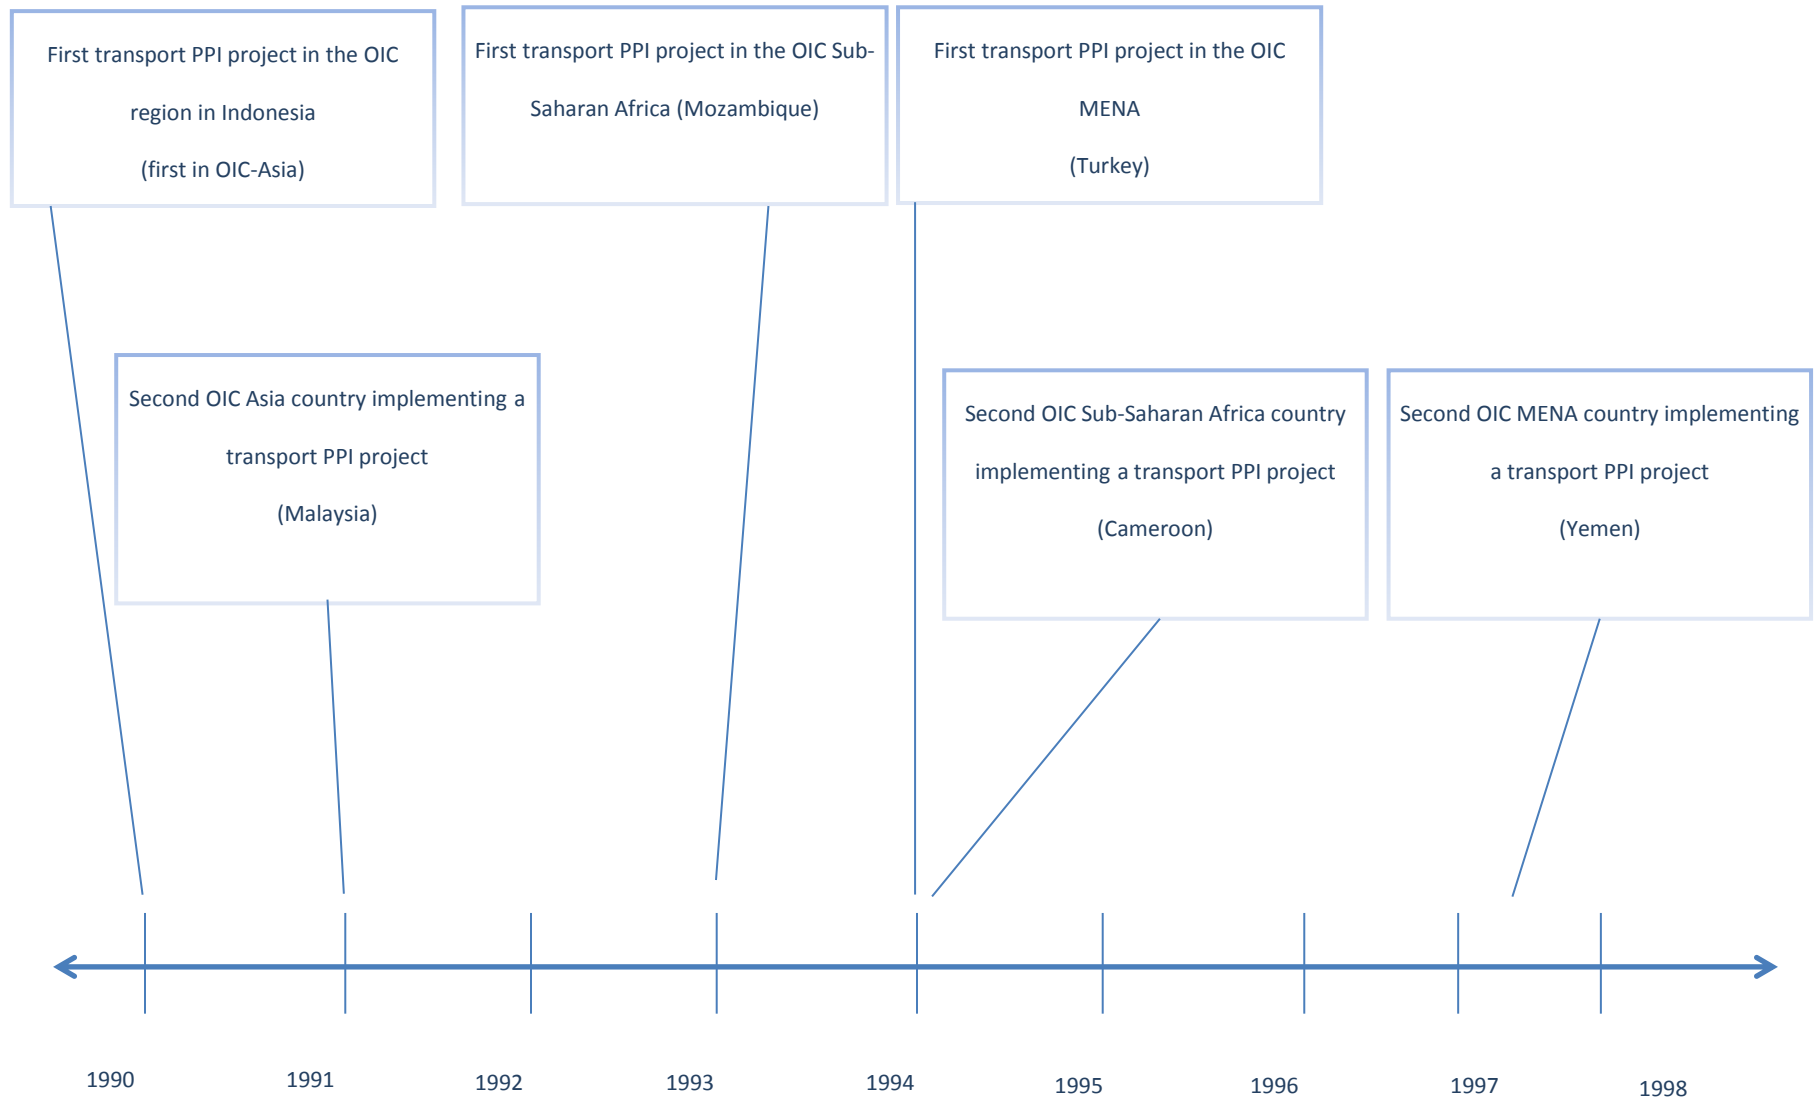 First transport PPI project in the OIC
region in Indonesia
(first in OIC-Asia)
First transport PPI project in the OIC Sub-
Saharan Africa (Mozambique)
First transport PPI project in the OIC
MENA
(Turkey)
Second OIC Asia country implementing a
transport PPI project
(Malaysia)
Second OIC Sub-Saharan Africa country
implementing a transport PPI project
(Cameroon)
Second OIC MENA country implementing
a transport PPI project
(Yemen)
1990
1991
1992
1993
1994
1995
1996
1997
1998